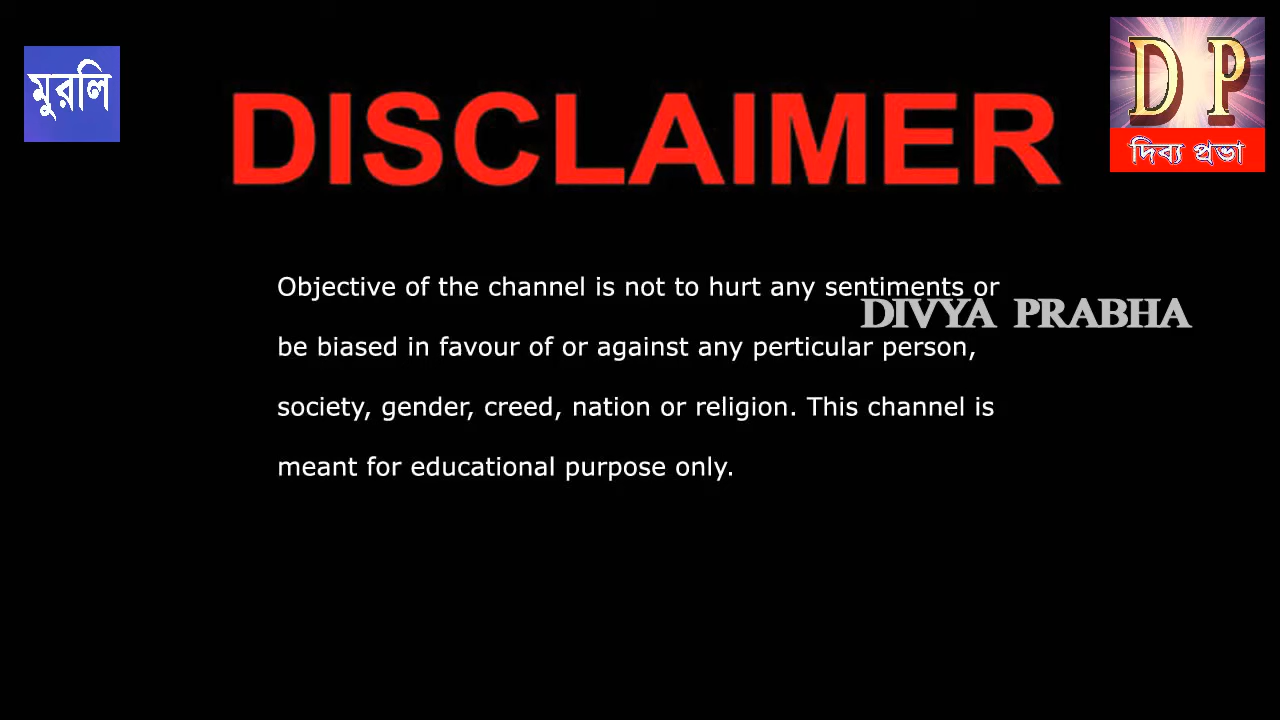 মুরলি
D P
দিব্য প্রভা
DISCLAIMER
Objective of the channel is not to hurt any sentiments or
DIVYA PRABHA
be biased in favour of or against any perticular person,
society, gender, creed, nation or religion. This channel is
meant for educational purpose only.